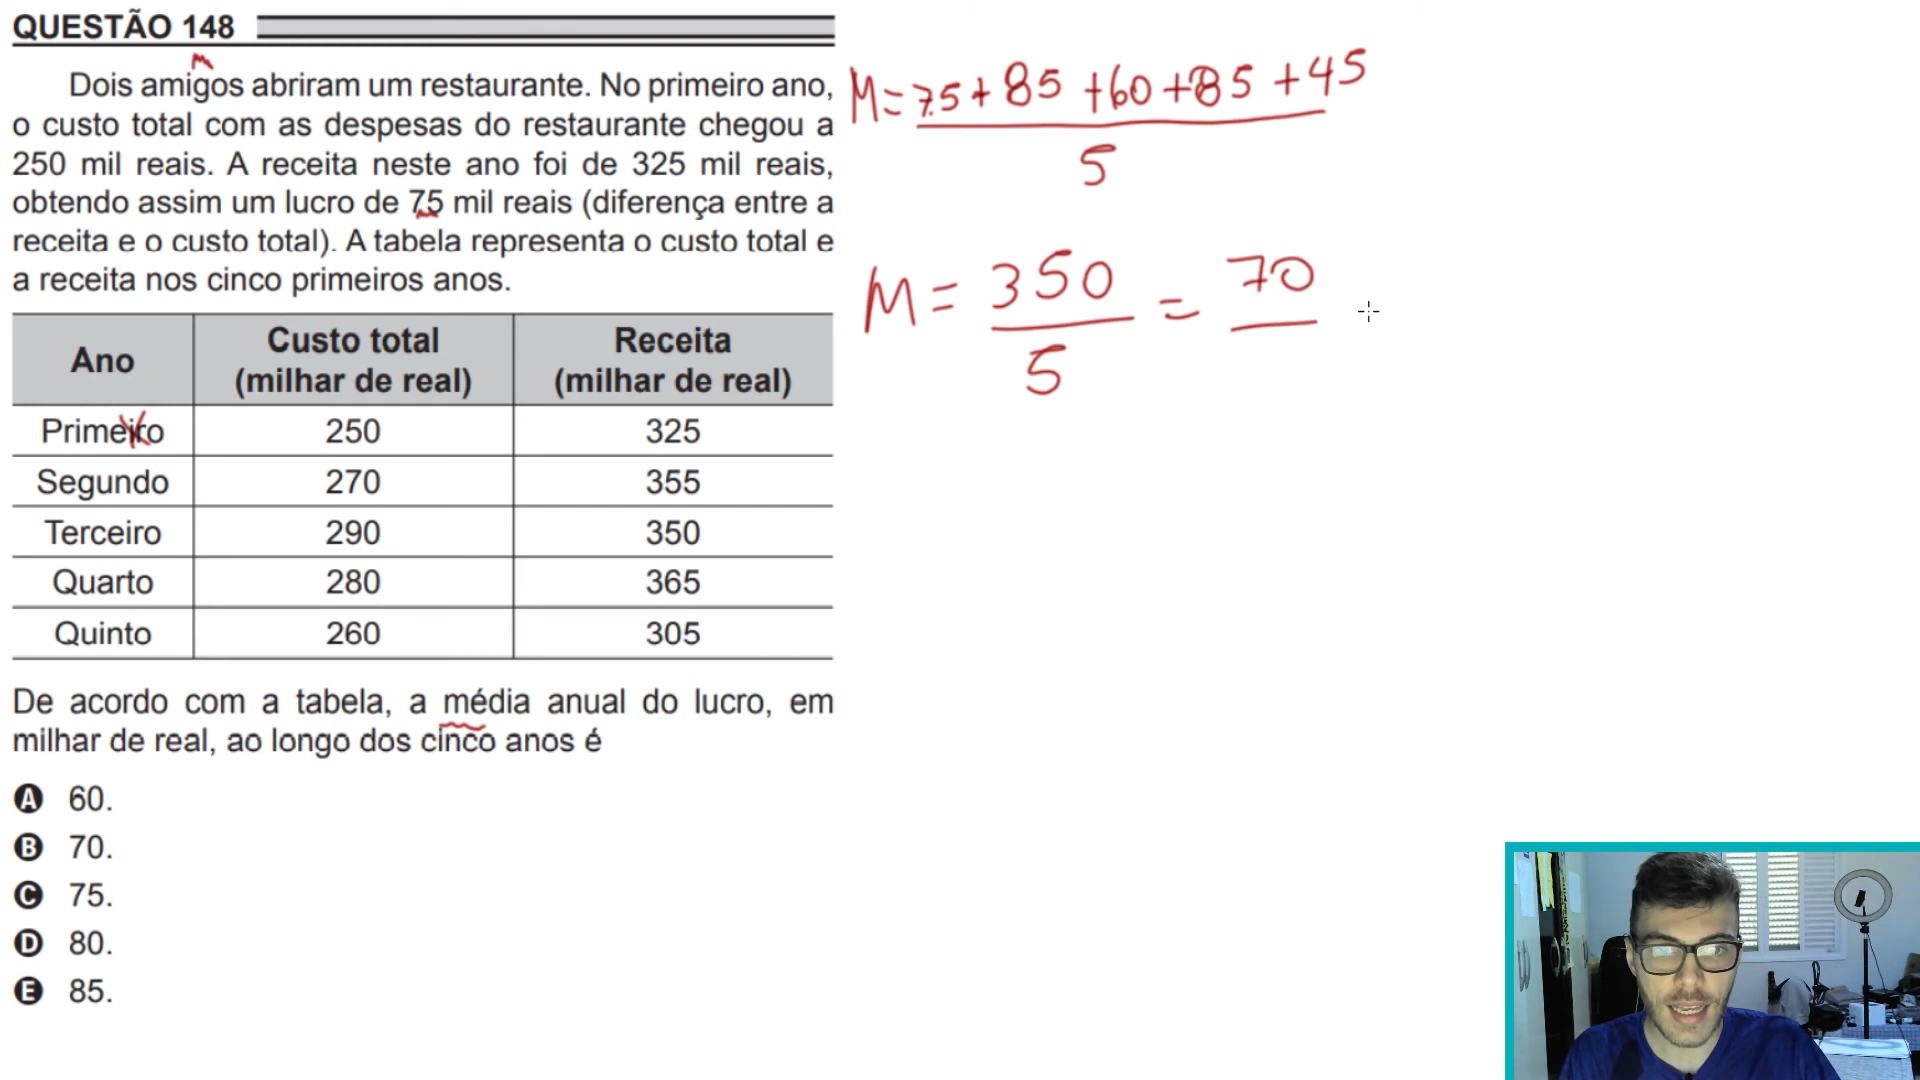 QUESTÃO 148
Dois amigos abriram um restaurante. No primeiro ano,
o custo total com as despesas do restaurante chegou a
250 mil reais. A receita neste ano foi de 325 mil reais,
obtendo assim um lucro de 75 mil reais (diferença entre a
receita e o custo total). A tabela representa o custo total e
a receita nos cinco primeiros anos.
Ano Custo total (milhar de real) Receita (milhar de real)
Primeiro 250 325
Segundo 270 355
Terceiro 290 350
Quarto 280 365
Quinto 260 305
De acordo com a tabela, a média anual do lucro, em
milhar de real, ao longo dos cinco anos é
A 60.
B 70.
C 75.
D 80.
E 85.
M = 75 + 85 + 60 + 85 + 45
5
M = 350 = 70
5